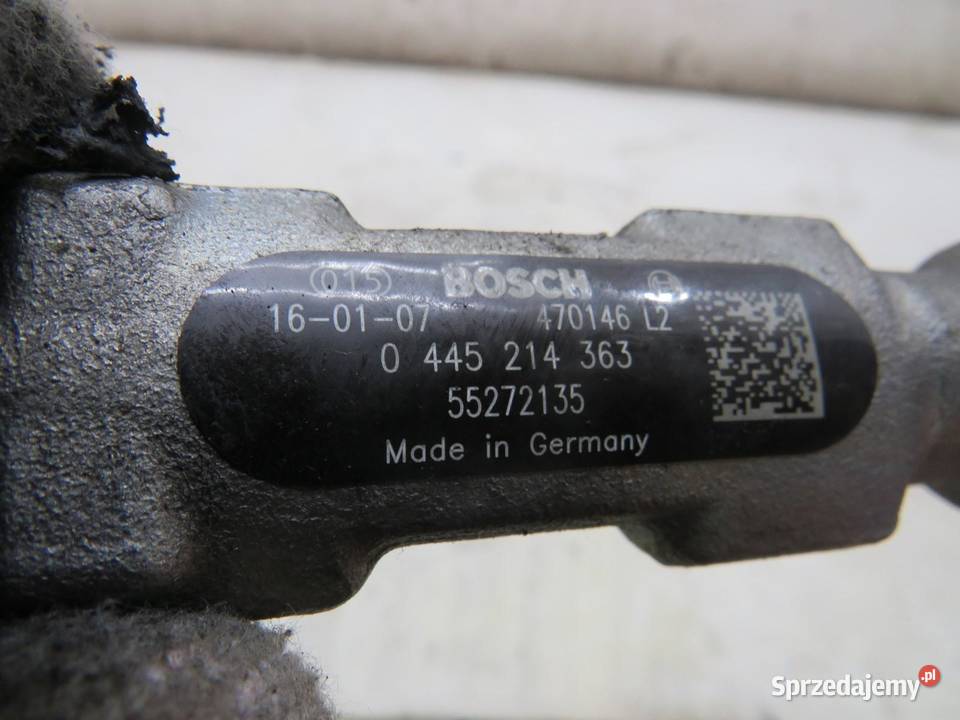 015 BOSCH
16-01-07 470146 L2
0 445 214 363
55272135
Made in Germany
Sprzedajemy.pl